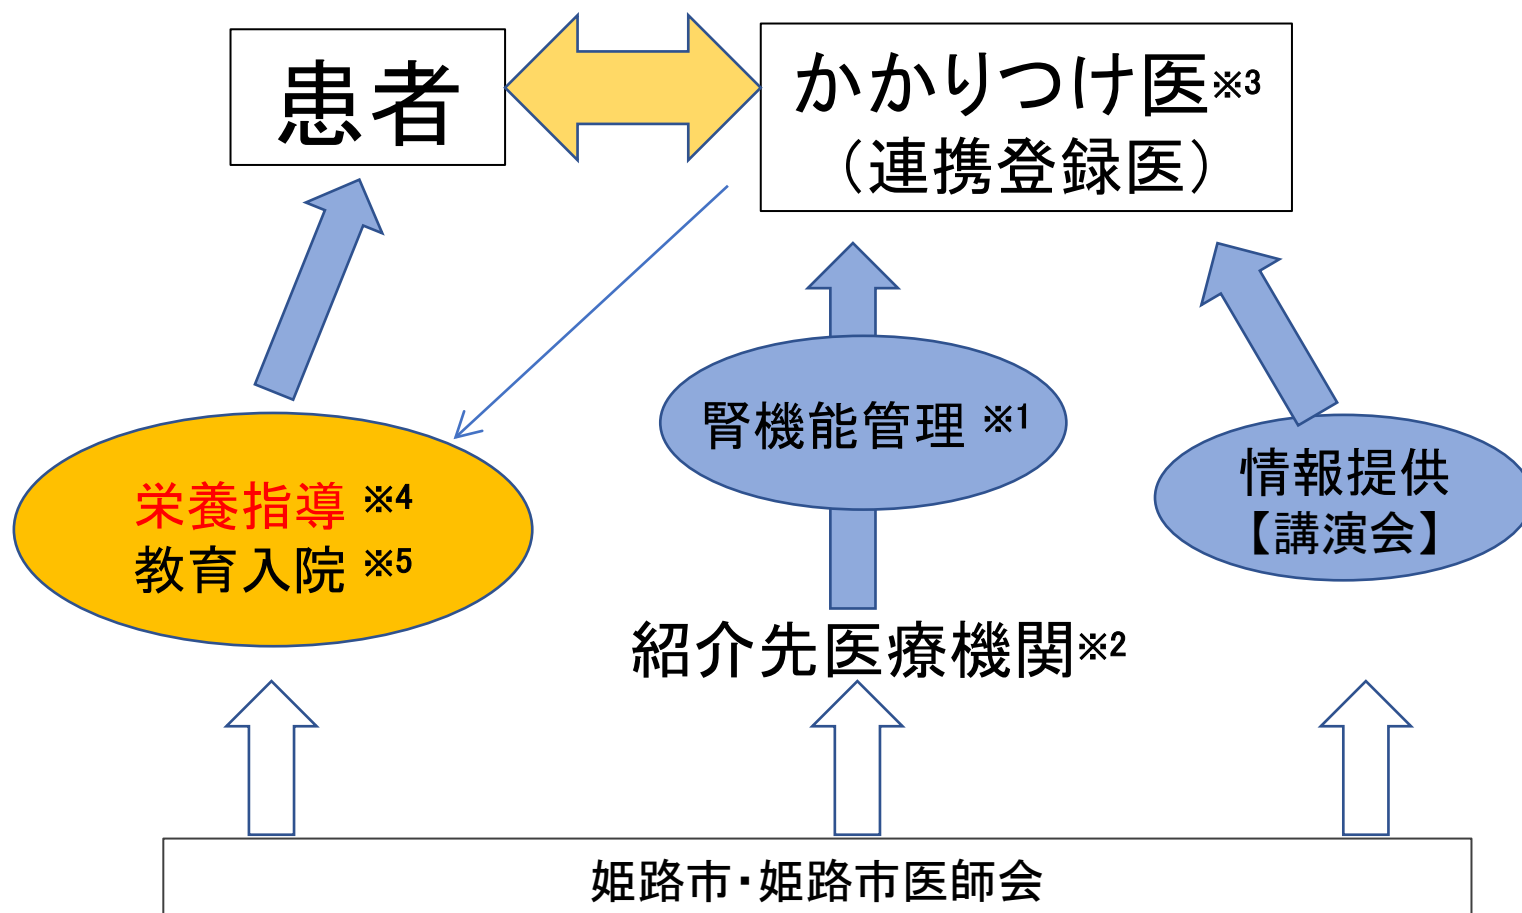 患者
かかりつけ医※3
（連携登録医）
腎機能管理 ※1
栄養指導 ※4
教育入院 ※5
情報提供
【講演会】
紹介先医療機関※2
姫路市・姫路市医師会